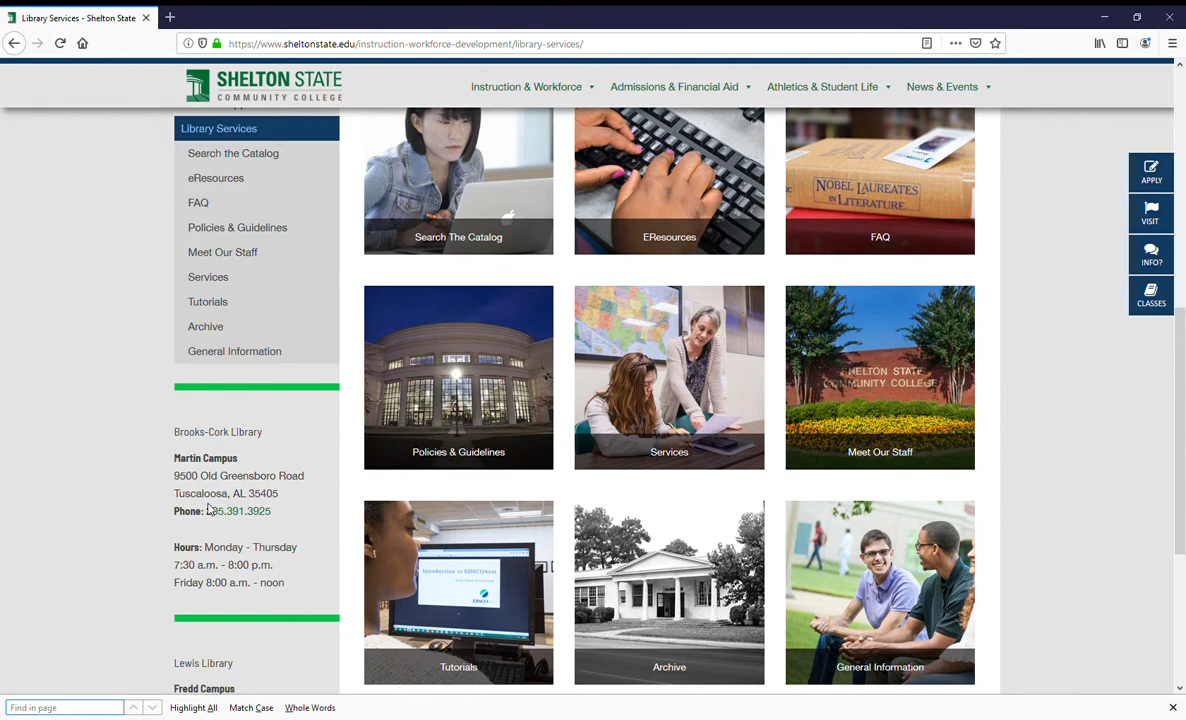 Library Services - Shelton State
https://www.sheltonstate.edu/instruction-workforce-development/library-services/
SHELTON STATE
COMMUNITY COLLEGE
Instruction & Workforce
Admissions & Financial Aid
Athletics & Student Life
News & Events
Library Services
Search the Catalog
eResources
FAQ
Policies & Guidelines
Meet Our Staff
Services
Tutorials
Archive
General Information
Brooks-Cork Library
Martin Campus
9500 Old Greensboro Road
Tuscaloosa, AL 35405
Phone: 205.391.3925
Hours: Monday - Thursday
7:30 a.m. - 8:00 p.m.
Friday 8:00 a.m. - noon
Lewis Library
Fredd Campus
Search The Catalog
EResources
NOBEL LAUREATES
IN LITERATURE
FAQ
Policies & Guidelines
Services
SHELTON STATE
COMMUNITY COLLEGE
Meet Our Staff
Introduction to EBSCOhost
EBSCO
Tutorials
Archive
General Information
APPLY
VISIT
INFO?
CLASSES
Find in page
Highlight All
Match Case
Whole Words